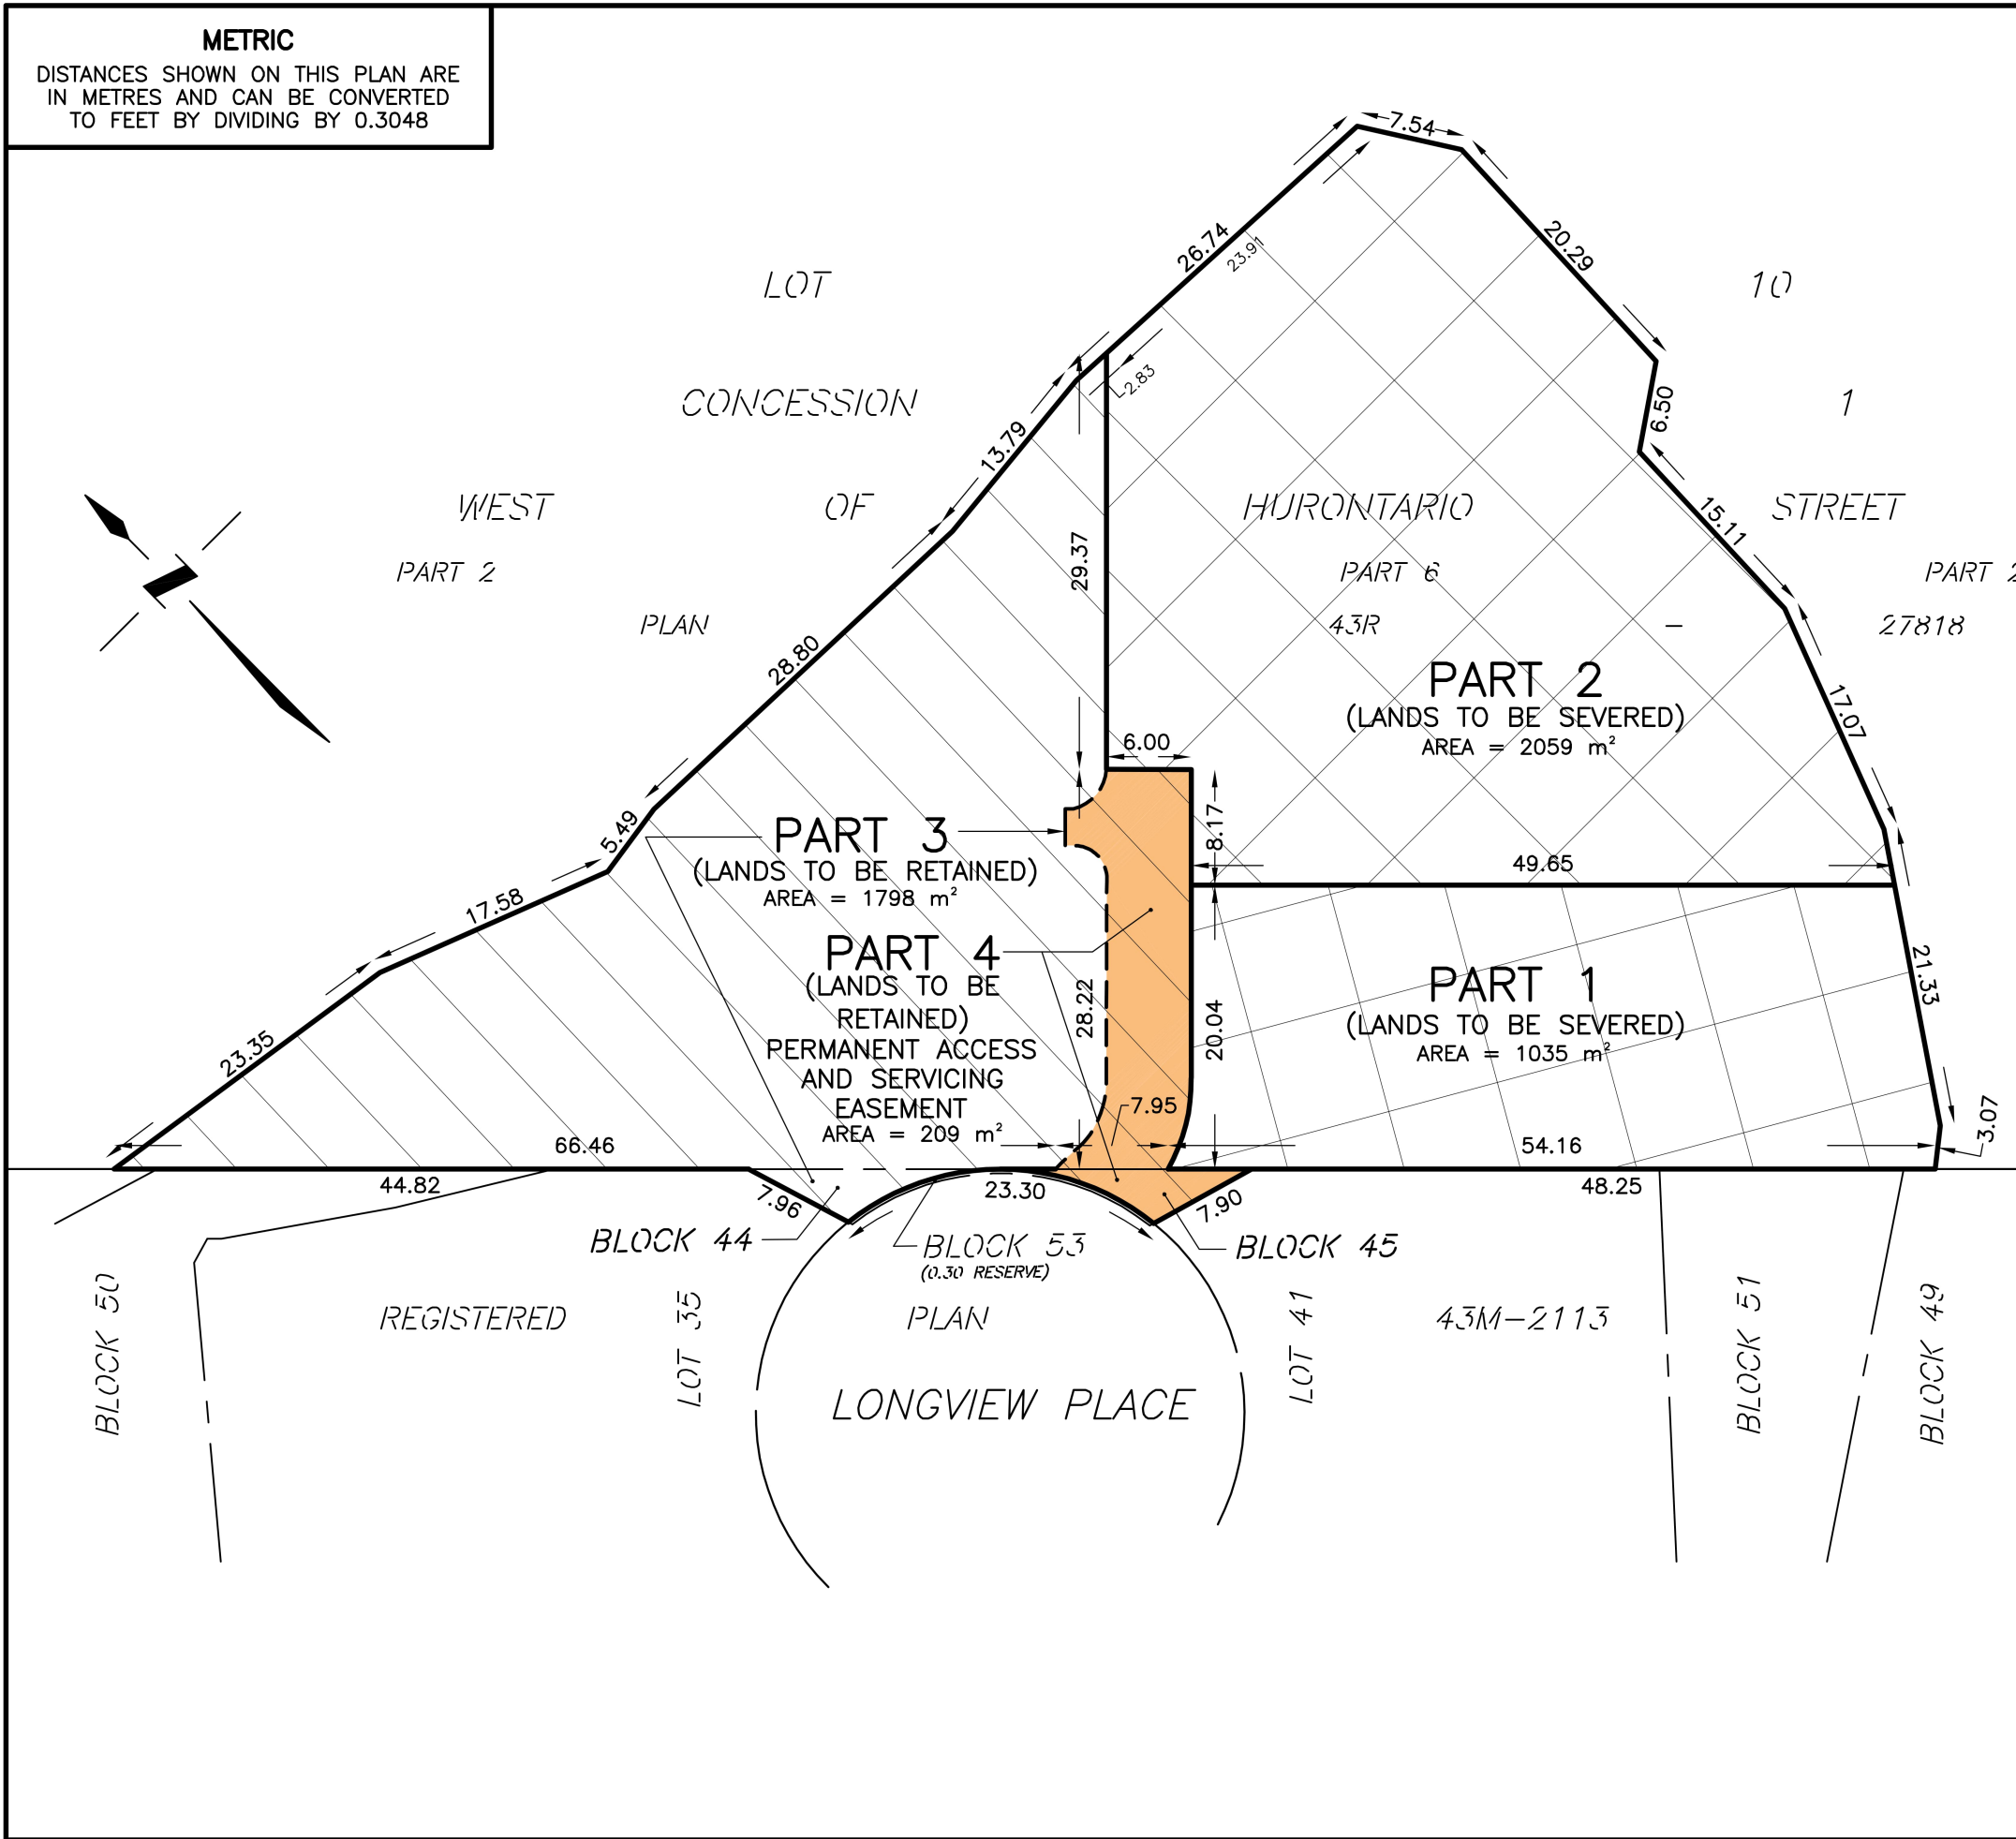 METRIC
DISTANCES SHOWN ON THIS PLAN ARE
IN METRES AND CAN BE CONVERTED
TO FEET BY DIVIDING BY 0.3048
7.54
26.74
23.91
20.29
LOT
10
2.83
6.50
CONCESSION
1
13.79
WEST OF HURONTARIO STREET
15.11
29.37
PART 2 PART 6 PART 2
PLAN 43R - 27818
28.80
PART 2
(LANDS TO BE SEVERED)
AREA = 2059 m²
17.07
6.00
8.17
5.49
49.65
PART 3
(LANDS TO BE RETAINED)
AREA = 1798 m²
17.58
PART 4
(LANDS TO BE
RETAINED)
PERMANENT ACCESS
AND SERVICING
EASEMENT
AREA = 209 m²
28.22
20.04
PART 1
(LANDS TO BE SEVERED)
AREA = 1035 m²
21.33
23.35
7.95
3.07
66.46
54.16
44.82
7.96
23.30
7.90
48.25
BLOCK 44
BLOCK 53
(0.30 RESERVE)
BLOCK 45
BLOCK 50
REGISTERED PLAN 43M-2113
LOT 35
LOT 41
BLOCK 51
BLOCK 49
LONGVIEW PLACE
N